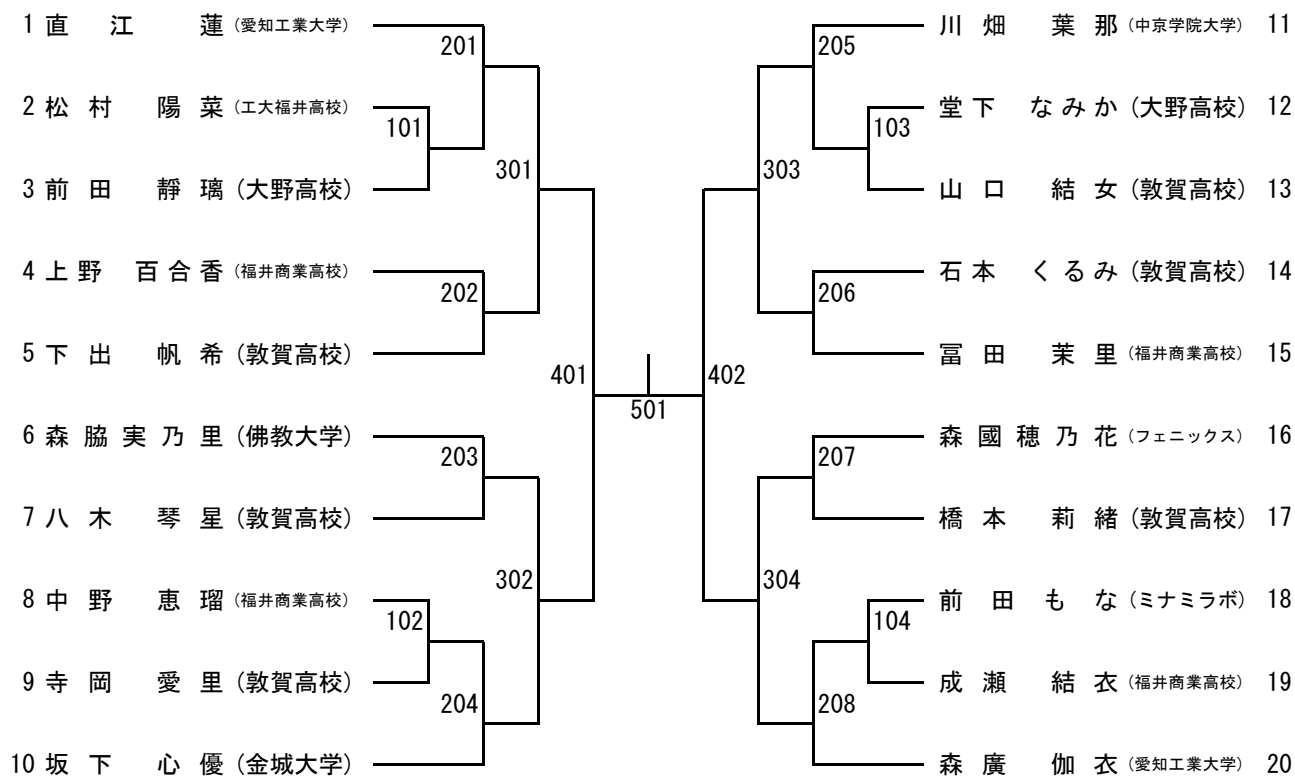 1 直江 蓮 (愛知工業大学)
201
2 松村 陽菜 (工大福井高校)
101
3 前田 靜璃 (大野高校)
301
4 上野 百合香 (福井商業高校)
202
5 下出 帆希 (敦賀高校)
401
6 森脇実乃里 (佛教大学)
203
7 八木 琴星 (敦賀高校)
302
8 中野 恵瑠 (福井商業高校)
102
9 寺岡 愛里 (敦賀高校)
204
10 坂下 心優 (金城大学)
501
川畑 葉那 (中京学院大学) 11
205
堂下 なみか (大野高校) 12
103
303
山口 結女 (敦賀高校) 13
石本 くるみ (敦賀高校) 14
206
冨田 茉里 (福井商業高校) 15
402
森國穂乃花 (フェニックス) 16
207
橋本 莉緒 (敦賀高校) 17
304
前田もな (ミナミラボ) 18
104
成瀬 結衣 (福井商業高校) 19
208
森廣 伽衣 (愛知工業大学) 20